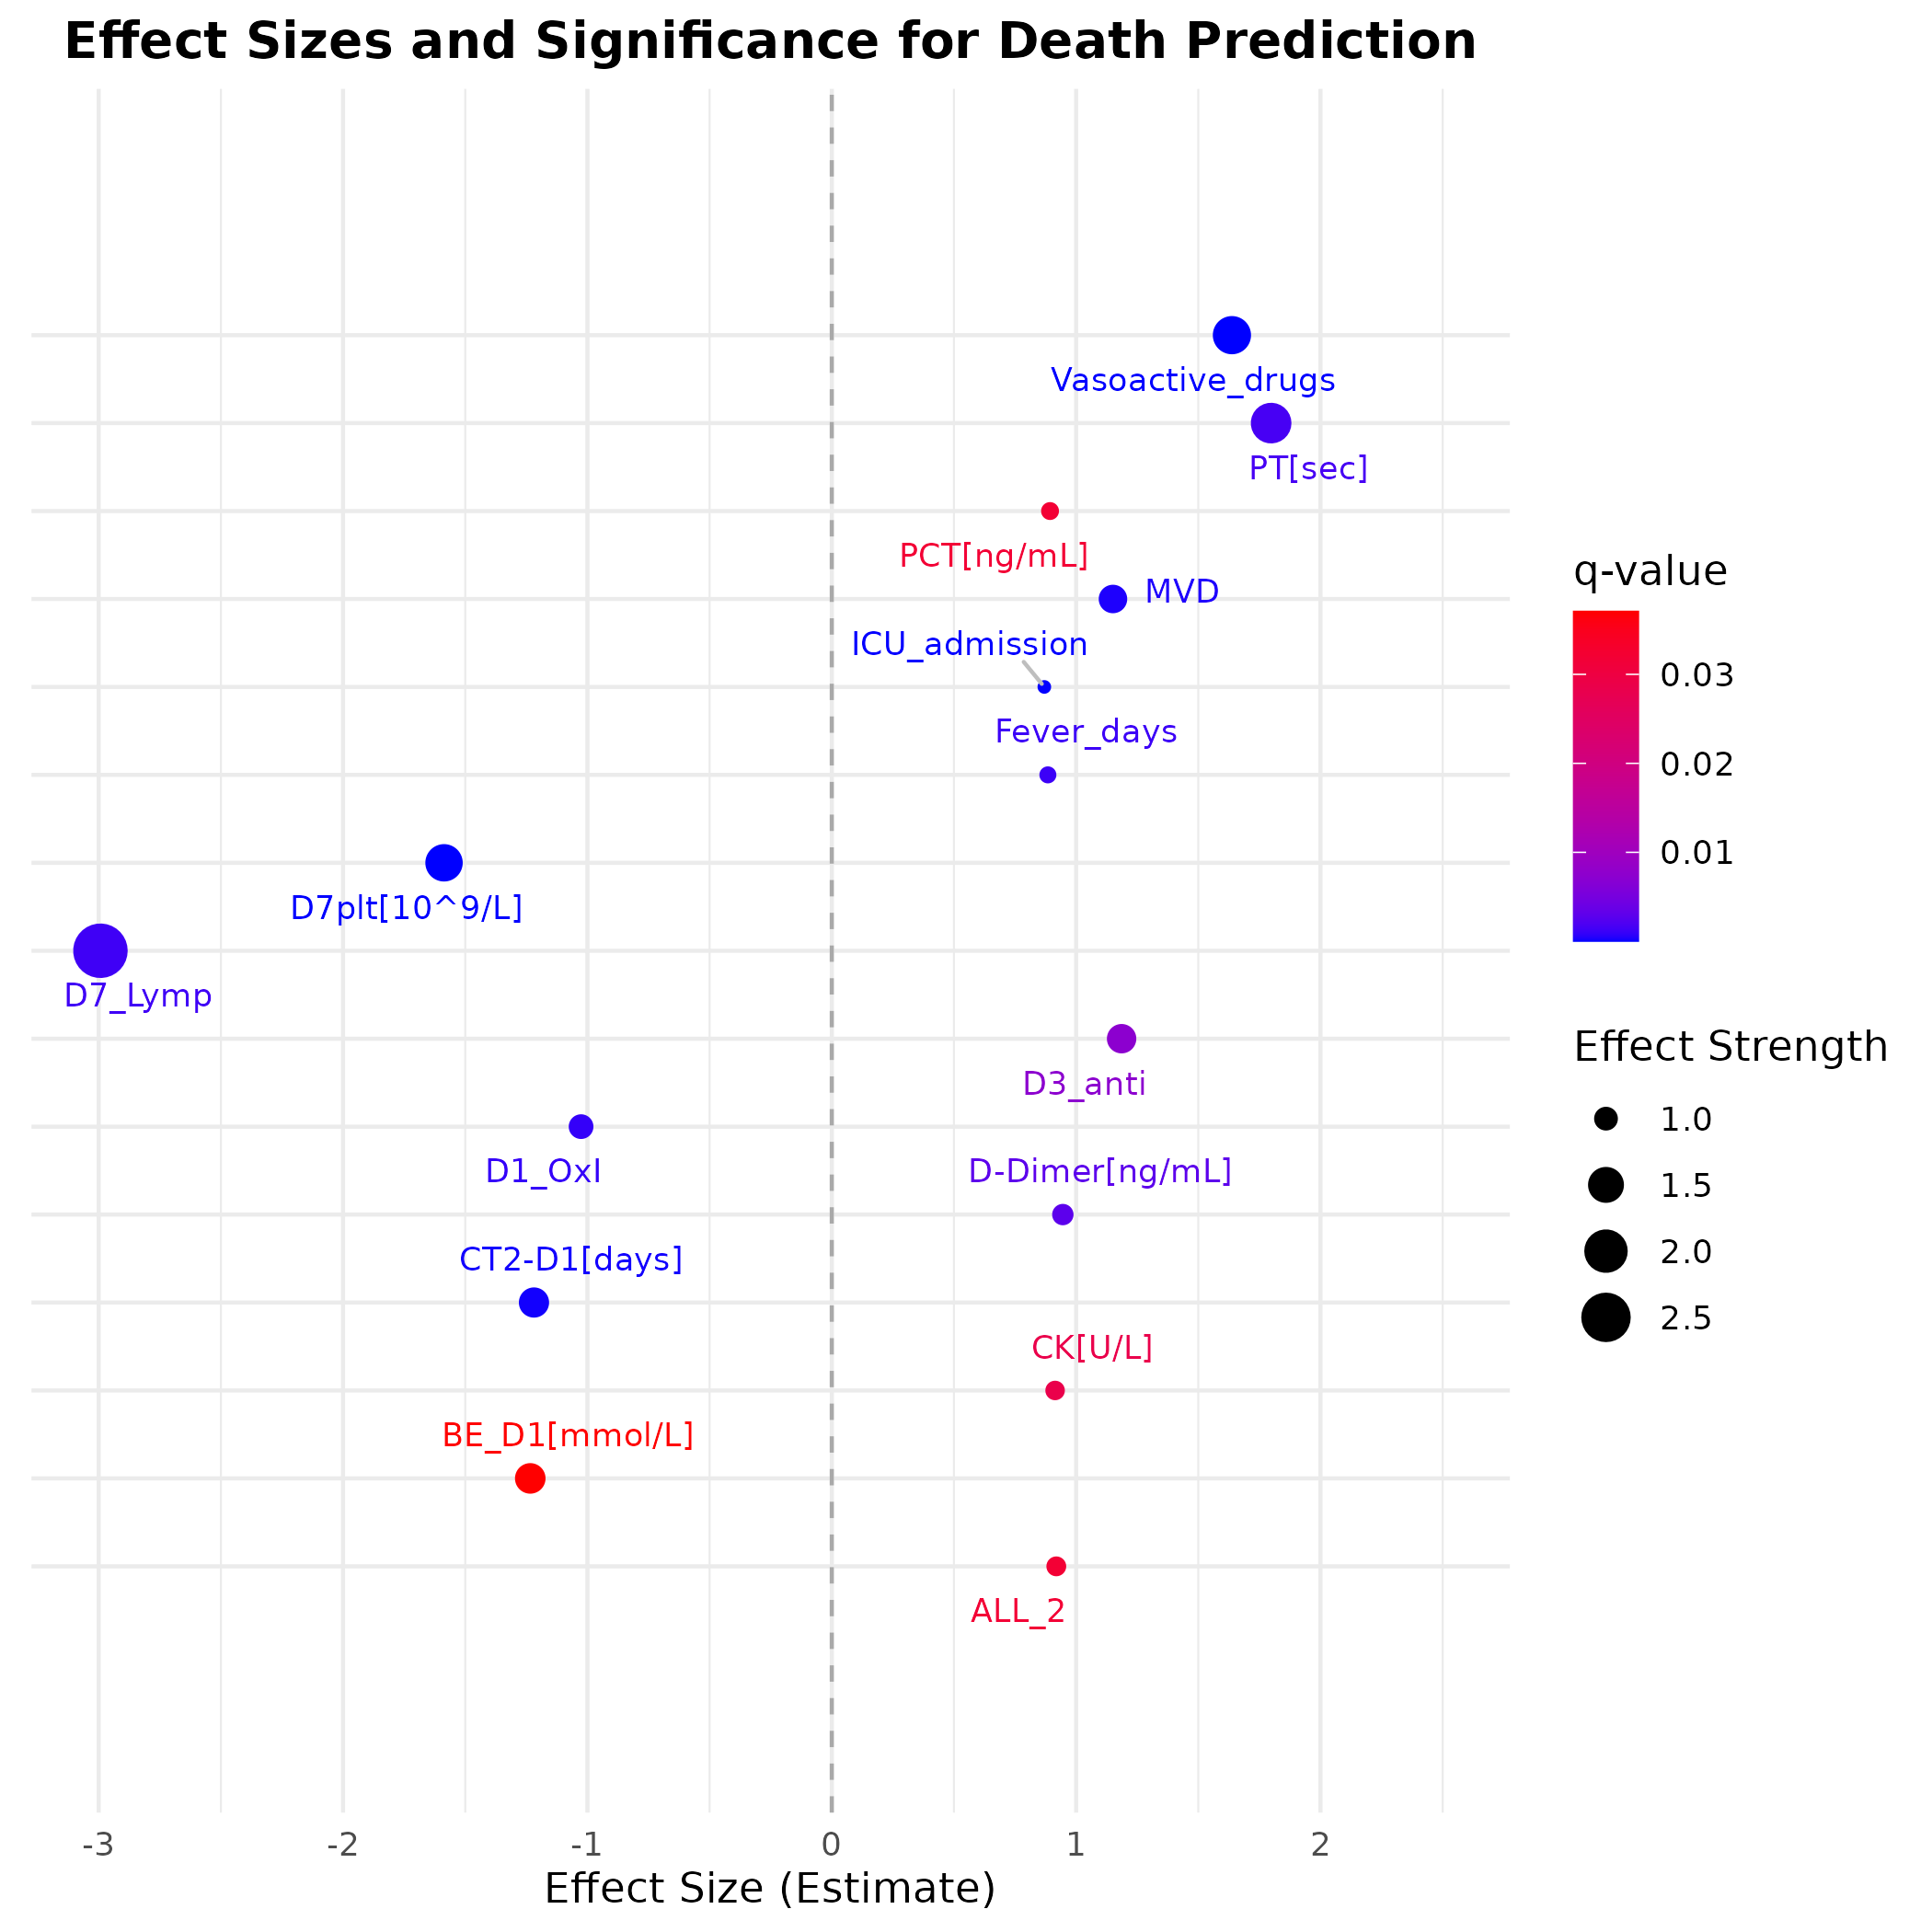 Effect Sizes and Significance for Death Prediction
Vasoactive_drugs
PT[sec]
PCT[ng/mL]
MVD
ICU_admission
Fever_days
D7plt[10^9/L]
D7_Lymp
D3_anti
D1_OxI
D-Dimer[ng/mL]
CT2-D1[days]
CK[U/L]
BE_D1[mmol/L]
ALL_2
-3 -2 -1 0 1 2
Effect Size (Estimate)
q-value
0.03
0.02
0.01
Effect Strength
1.0
1.5
2.0
2.5